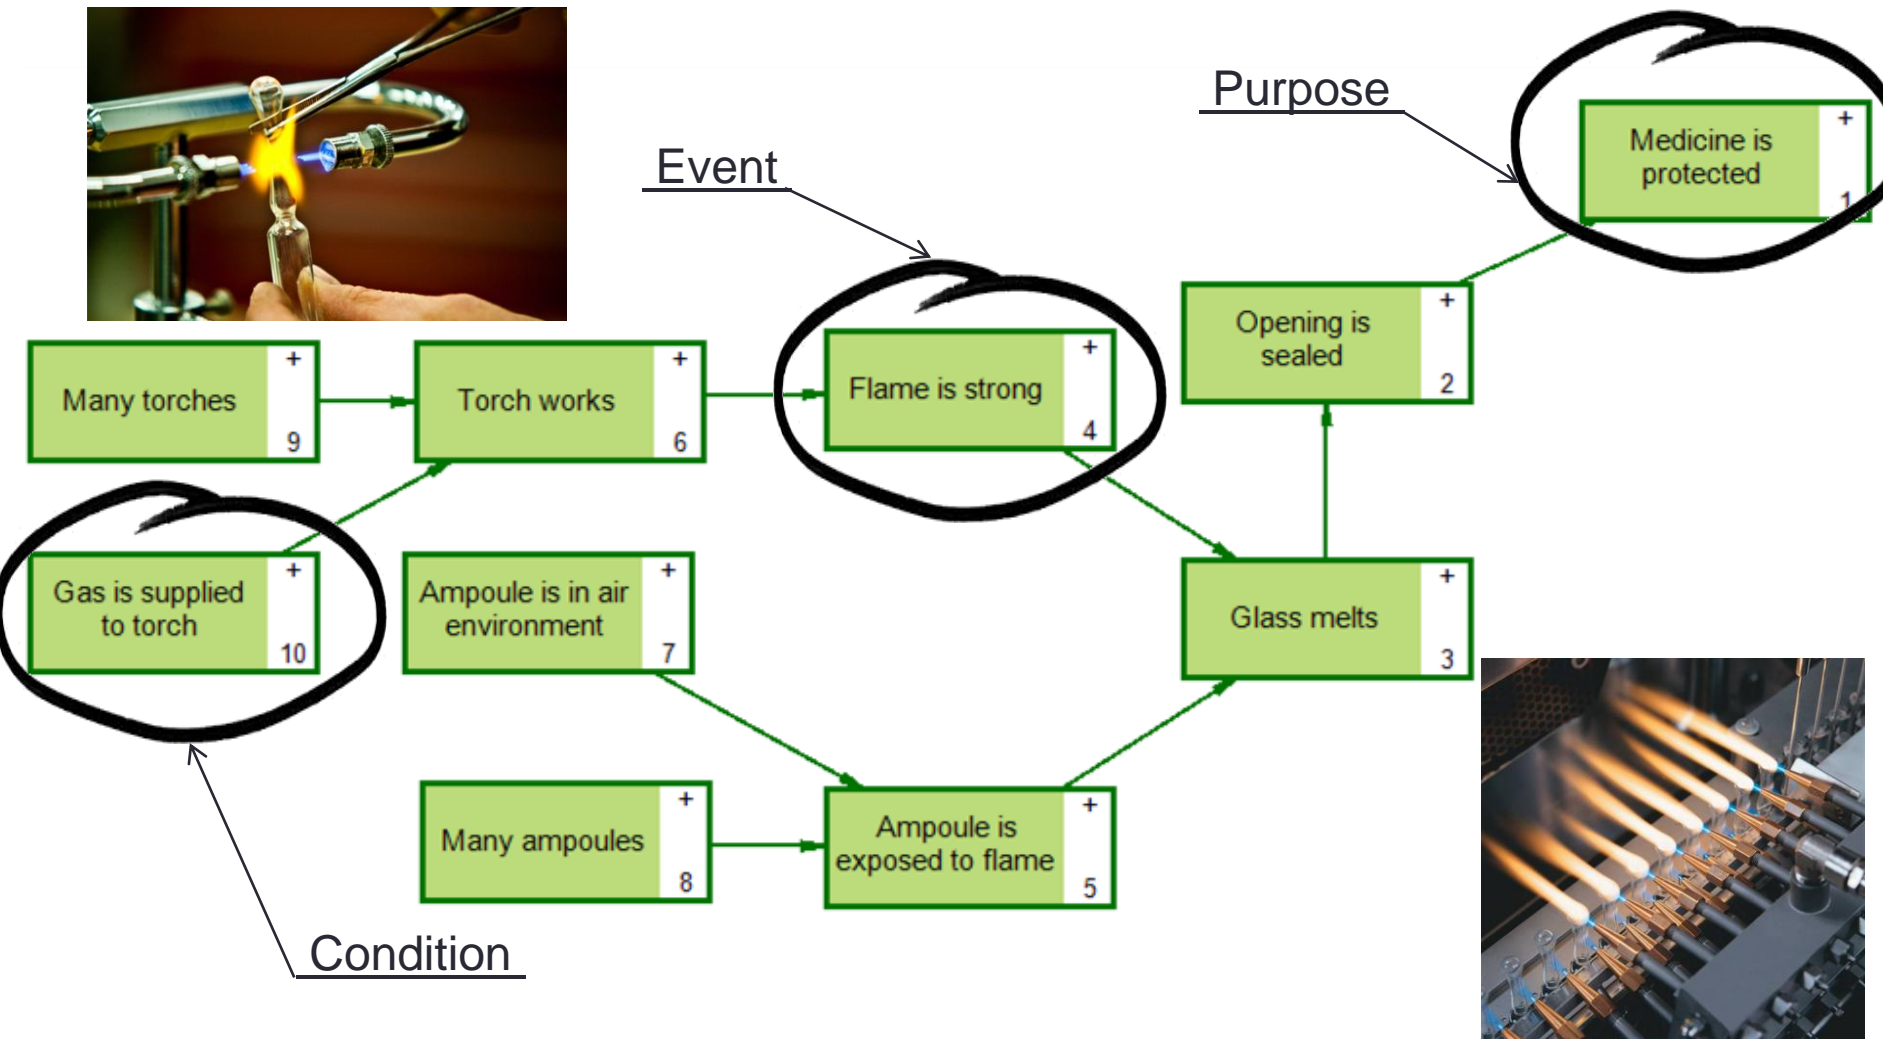 Purpose
Event
Medicine is
protected
+
1
Opening is
sealed
+
2
Many torches
+
9
Torch works
+
6
Flame is strong
+
4
Gas is supplied
to torch
+
10
Ampoule is in air
environment
+
7
Glass melts
+
3
Many ampoules
+
8
Ampoule is
exposed to flame
+
5
Condition